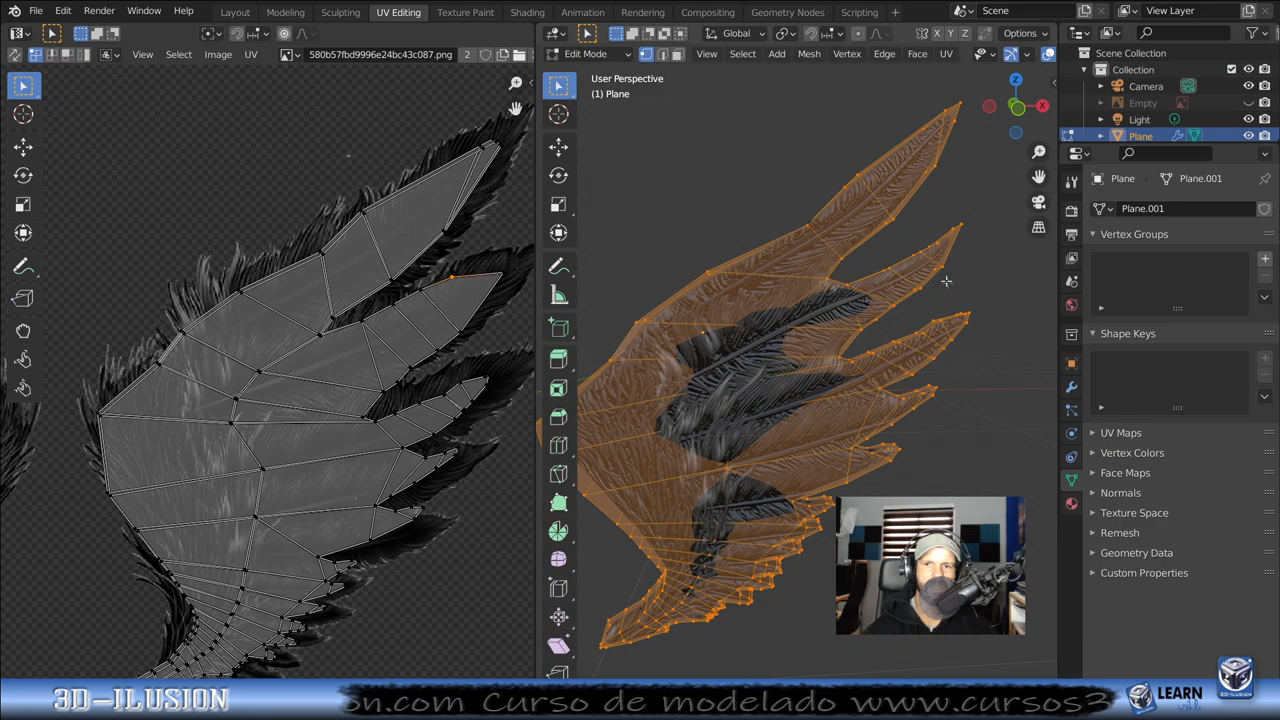 File Edit Render Window Help Layout Modeling Sculpting UV Editing Texture Paint Shading Animation Rendering Compositing Geometry Nodes Scripting + Scene View Layer
View Select Image UV 580b57fbd9996e24bc43c087.png 2
Global X Y Z Options
Edit Mode View Select Add Mesh Vertex Edge Face UV
User Perspective
(1) Plane
Z
X
Scene Collection
Collection
Camera
Empty
Light
Plane
Plane Plane.001
Plane.001
Vertex Groups
Shape Keys
UV Maps
Vertex Colors
Face Maps
Normals
Texture Space
Remesh
Geometry Data
Custom Properties
3D-ILUSION
on.com Curso de modelado www.cursos3
LEARN